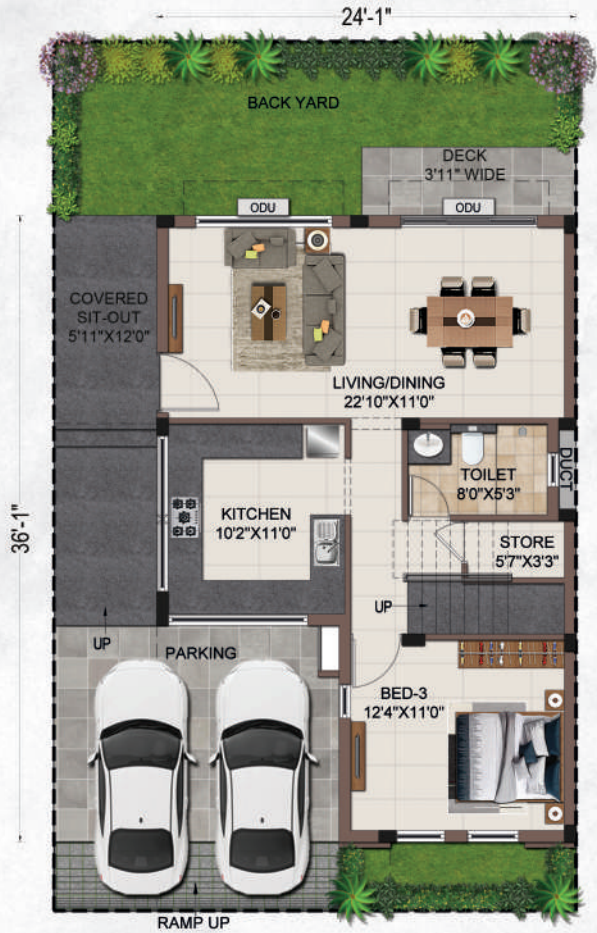 24'-1"
BACK YARD
DECK
3'11" WIDE
ODU
ODU
COVERED
SIT-OUT
5'11"X12'0"
LIVING/DINING
22'10"X11'0"
36'-1"
KITCHEN
10'2"X11'0"
TOILET
8'0"X5'3"
DUCT
STORE
5'7"X3'3"
UP
UP
PARKING
BED-3
12'4"X11'0"
RAMP UP